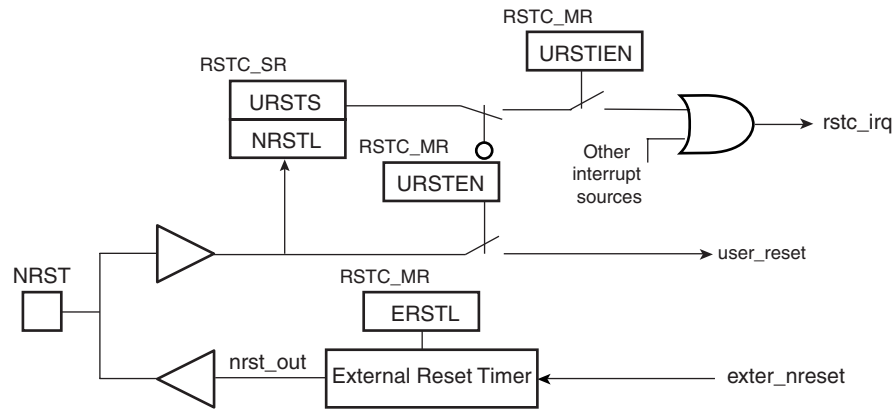 RSTC_MR
URSTIEN
RSTC_SR
URSTS
NRSTL
rstc_irq
RSTC_MR
Other
interrupt
sources
URSTEN
NRST
user_reset
RSTC_MR
ERSTL
nrst_out
External Reset Timer
exter_nreset